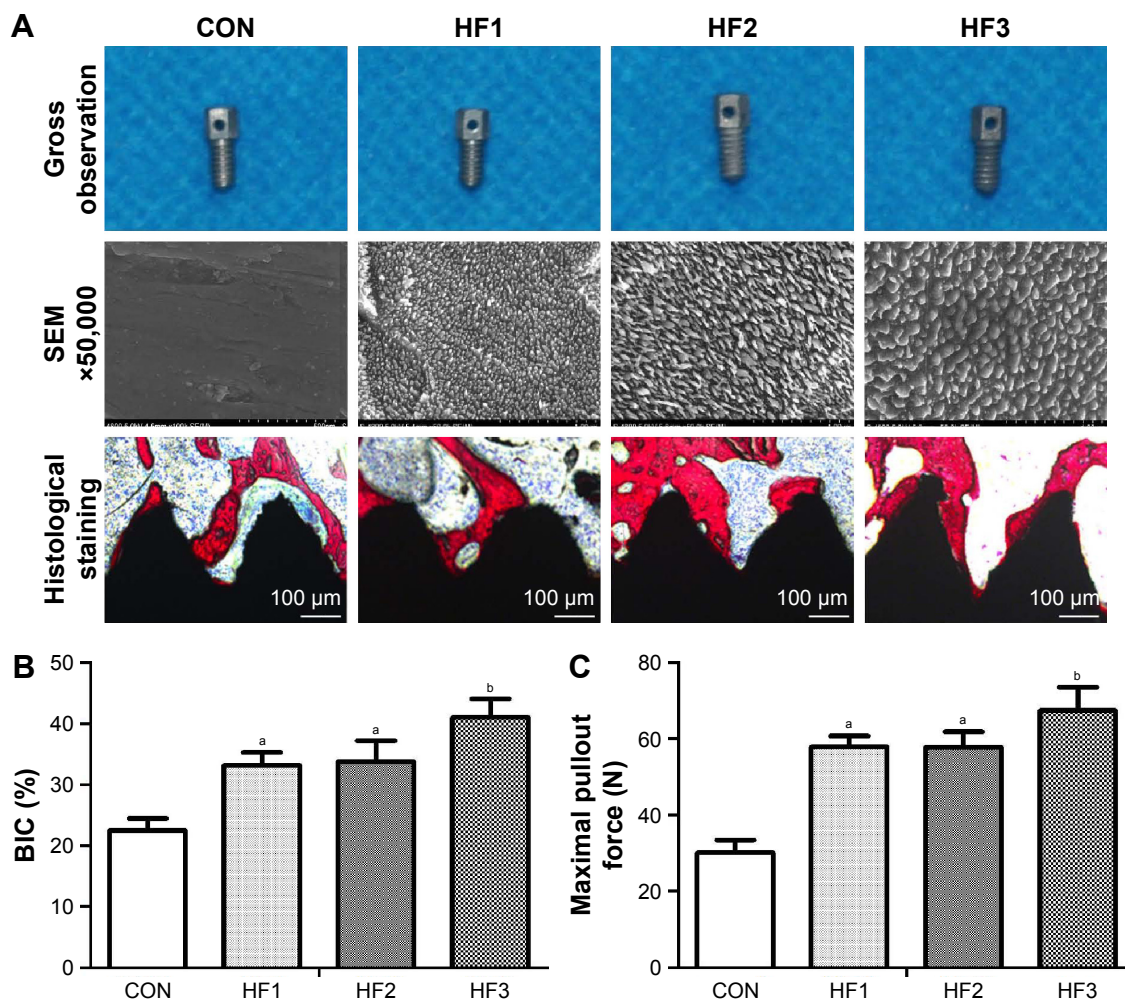 A
CON
HF1
HF2
HF3
Gross
observation
SEM
×50,000
Histological
staining
100 µm
100 µm
100 µm
100 µm
B
BIC (%)
50
40
30
20
10
0
a
a
b
CON
HF1
HF2
HF3
C
Maximal pullout
force (N)
80
60
40
20
0
a
a
b
CON
HF1
HF2
HF3